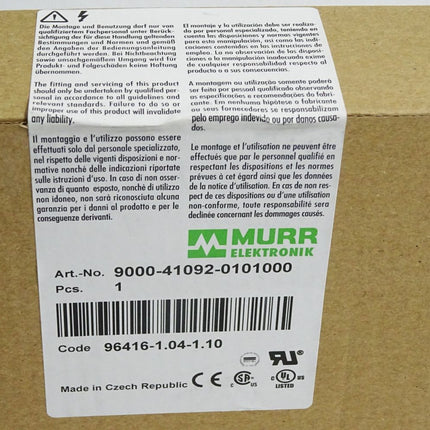 Die Montage und Benutzung darf nur von
qualifiziertem Fachpersonal unter Berück-
sichtigung der für diese Handlung geltenden
Bestimmungen und Normen sowie
den Angaben der Bedienungsanleitung
durchgeführt werden. Bei Nichtbeachtung
sowie unsachgemäßem Umgang wird für
Produkt und Folgeschäden keine Haftung
übernommen.
The fitting and servicing of this product
should only be undertaken by qualified per-
sonal in accordance to all guidelines and
relevant standards. Failure to do so or
improper use of this product will invalidate
any liability.
Il montaggio e l'utilizzo possono essere
effettuati solo dal personale specializzato,
nel rispetto delle vigenti disposizioni e nor-
mative nonché delle indicazioni riportate
sulle istruzioni d'uso. In caso di non osser-
vanza di quanto esposto, nonché di utilizzo
non idoneo, non sarà riconosciuta alcuna
garanzia per i danni al prodotto e per le
conseguenze derivanti.
El montaje y el uso debe ser realiza-
do por personal especializado, teniendo en
cuenta las disposiciones y normas vigentes
para esta manipulación, así como las indi-
caciones contenidas en las instrucciones
de empleo. La no observación de las dispo-
siciones o la manipulación inadecuada exime
de cualquier responsabilidad respecto al
producto y daños derivados.
A montagem ou utilização somente poderá
ser feito por pessoal qualificado observando
as especificações e recomendações do fabri-
cante. Em nenhuma hipótese o fabricante
ou seus fornecedores se responsabilizam
pelo emprego indevido ou por danos causa-
dos.
Le montage et l'utilisation ne peuvent être
effectués que par le personnel qualifié en
respectant les dispositions et les normes
prévues à cet égard ainsi que les données
de la notice d'utilisation. En cas de non res-
pect de ces dispositions ou d'une utilisation
non-conforme, toute responsabilité sera
déclinée concernant les dommages causés.
MURR
ELEKTRONIK
Art.-No. 9000-41092-0101000
Pcs. 1
Code 96416-1.04-1.10
Made in Czech Republic CE
LISTED